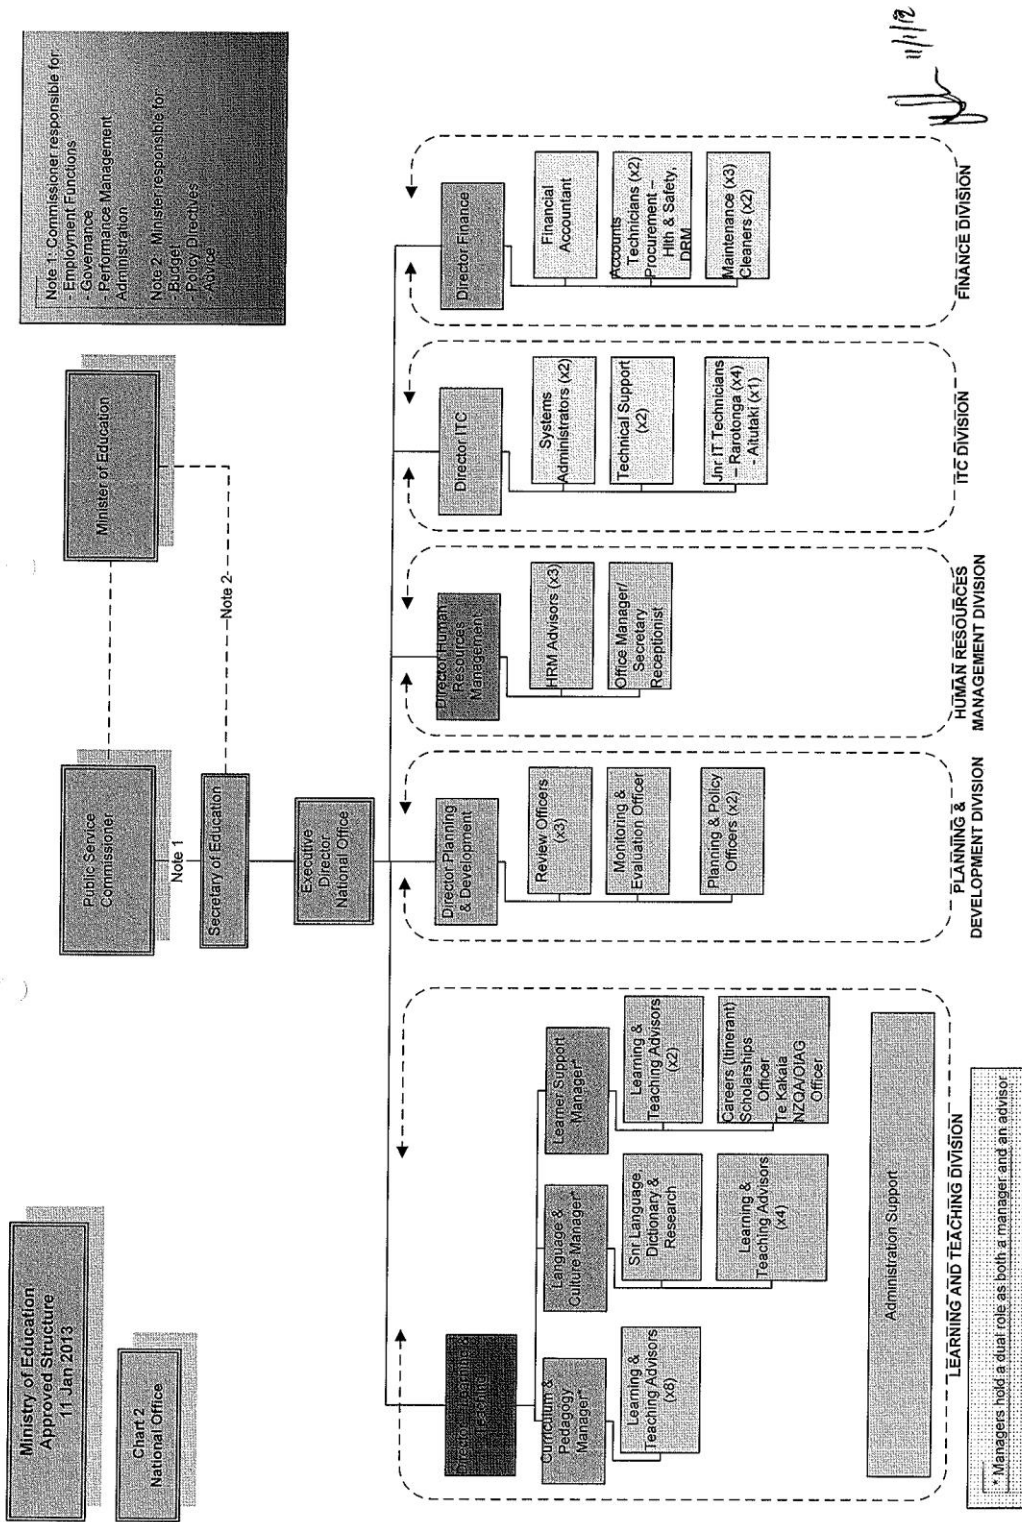 Ministry of Education
Approved Structure
11 Jan 2013
Chart 2
National Office
Public Service
Commissioner
Minister of Education
Note 1: Commissioner responsible for:
- Employment Functions
- Governance
- Performance Management
Administration
Note 2: Minister responsible for:
- Budget
- Policy Directives
- Advice
Note 1
Secretary of Education
Note 2
Executive
Director
National Office
Director Learning &
Teaching
Curriculum &
Pedagogy
Manager*
Learning &
Teaching Advisors
(x8)
Language &
Culture Manager*
Snr Language,
Dictionary &
Research
Learning &
Teaching Advisors
(x4)
Learner Support
Manager*
Learning &
Teaching Advisors
(x2)
Careers (Itinerant)
Scholarships
Officer
Te Kakaia
NZQA/OIAG
Officer
Administration Support
LEARNING AND TEACHING DIVISION
Director Planning
& Development
Review Officers
(x3)
Monitoring &
Evaluation Officer
Planning & Policy
Officers (x2)
PLANNING &
DEVELOPMENT DIVISION
Director Human
Resources
Management
HRM Advisors (x3)
Office Manager/
Secretary
Receptionist
HUMAN RESOURCES
MANAGEMENT DIVISION
Director ITC
Systems
Administrators (x2)
Technical Support
(x2)
Jnr IT Technicians
– Rarotonga (x4)
- Aitutaki (x1)
ITC DIVISION
Director Finance
Financial
Accountant
Accounts
Technicians (x2)
Procurement –
Hlth & Safety,
DRM
Maintenance (x3)
Cleaners (x2)
FINANCE DIVISION
* Managers hold a dual role as both a manager and an advisor